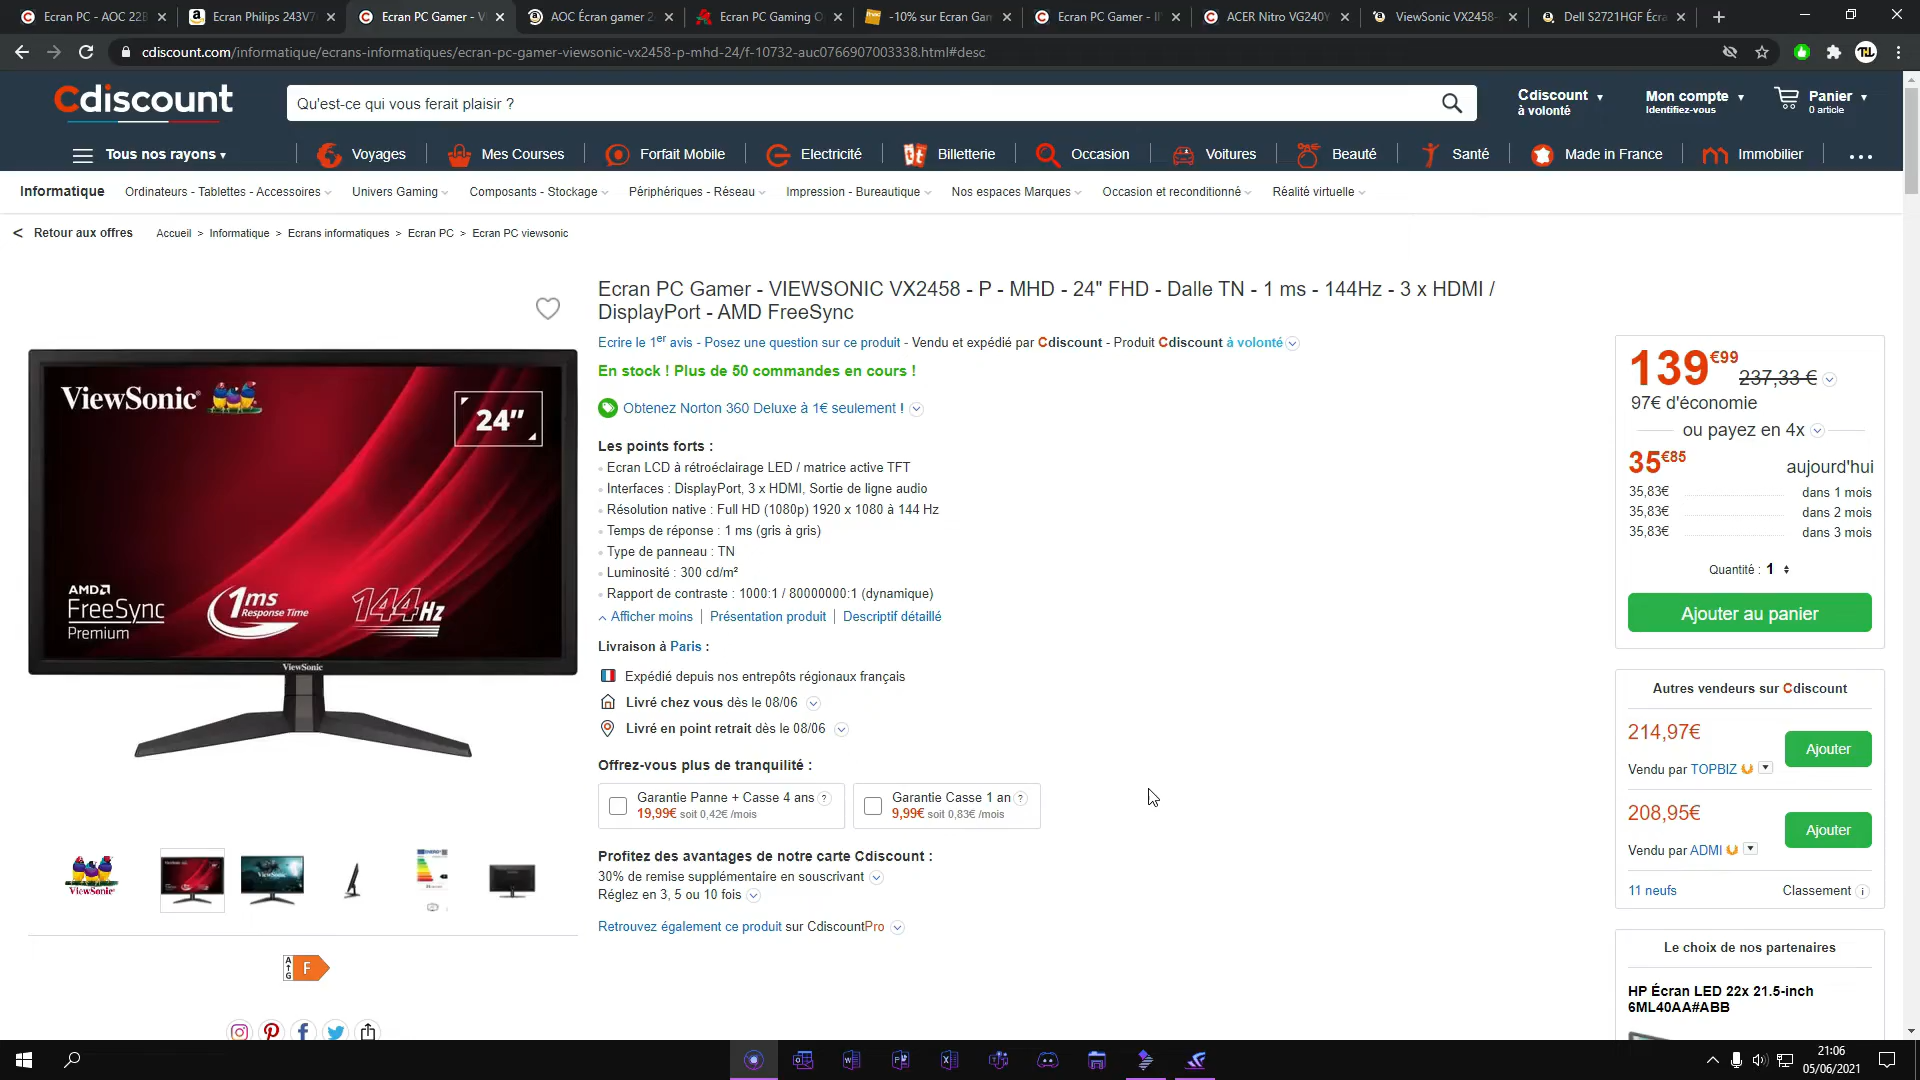 Ecran PC - AOC 22B
Ecran Philips 243V7
Ecran PC Gamer - V
AOC Écran gamer 2
Ecran PC Gaming O
-10% sur Ecran Gam
Ecran PC Gamer - II
ACER Nitro VG240Y
ViewSonic VX2458-
Dell S2721HGF Écra
cdiscount.com/informatique/ecrans-informatiques/ecran-pc-gamer-viewsonic-vx2458-p-mhd-24/f-10732-auc0766907003338.html#desc
Cdiscount
Qu'est-ce qui vous ferait plaisir ?
Cdiscount
à volonté
Mon compte
Identifiez-vous
Panier
0 article
Tous nos rayons
Voyages
Mes Courses
Forfait Mobile
Electricité
Billetterie
Occasion
Voitures
Beauté
Santé
Made in France
Immobilier
Informatique
Ordinateurs - Tablettes - Accessoires
Univers Gaming
Composants - Stockage
Périphériques - Réseau
Impression - Bureautique
Nos espaces Marques
Occasion et reconditionné
Réalité virtuelle
< Retour aux offres
Accueil > Informatique > Ecrans informatiques > Ecran PC > Ecran PC viewsonic
Ecran PC Gamer - VIEWSONIC VX2458 - P - MHD - 24" FHD - Dalle TN - 1 ms - 144Hz - 3 x HDMI /
DisplayPort - AMD FreeSync
Ecrire le 1er avis - Posez une question sur ce produit - Vendu et expédié par Cdiscount - Produit Cdiscount à volonté
En stock ! Plus de 50 commandes en cours !
Obtenez Norton 360 Deluxe à 1€ seulement !
Les points forts :
Ecran LCD à rétroéclairage LED / matrice active TFT
Interfaces : DisplayPort, 3 x HDMI, Sortie de ligne audio
Résolution native : Full HD (1080p) 1920 x 1080 à 144 Hz
Temps de réponse : 1 ms (gris à gris)
Type de panneau : TN
Luminosité : 300 cd/m²
Rapport de contraste : 1000:1 / 80000000:1 (dynamique)
Afficher moins | Présentation produit | Descriptif détaillé
Livraison à Paris :
Expédié depuis nos entrepôts régionaux français
Livré chez vous dès le 08/06
Livré en point retrait dès le 08/06
Offrez-vous plus de tranquilité :
Garantie Panne + Casse 4 ans ?
19,99€ soit 0,42€ /mois
Garantie Casse 1 an ?
9,99€ soit 0,83€ /mois
Profitez des avantages de notre carte Cdiscount :
30% de remise supplémentaire en souscrivant
Réglez en 3, 5 ou 10 fois
Retrouvez également ce produit sur CdiscountPro
ViewSonic
24"
AMD
FreeSync
Premium
1ms
Response Time
144Hz
ViewSonic
ViewSonic
ENERG
A
G
F
139€99 237,33 €
97€ d'économie
ou payez en 4x
35€85 aujourd'hui
35,83€ dans 1 mois
35,83€ dans 2 mois
35,83€ dans 3 mois
Quantité : 1
Ajouter au panier
Autres vendeurs sur Cdiscount
214,97€
Ajouter
Vendu par TOPBIZ
208,95€
Ajouter
Vendu par ADMI
11 neufs
Classement i
Le choix de nos partenaires
HP Écran LED 22x 21.5-inch
6ML40AA#ABB
21:06
05/06/2021